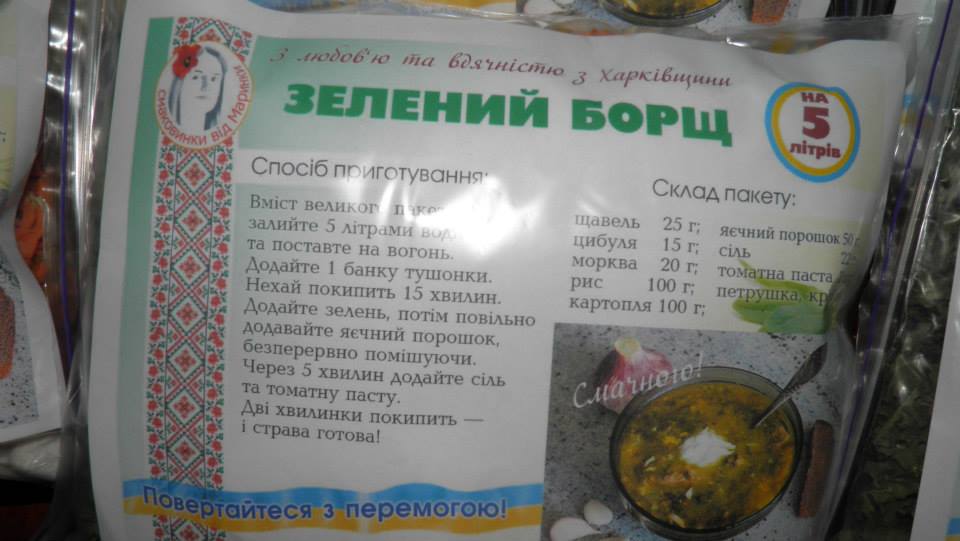 З любов'ю та вдячністю з Харківщини
смаковинки від Маринки
ЗЕЛЕНИЙ БОРЩ
НА
5
літрів
Спосіб приготування:
Вміст великого
залийте 5 літрами
та поставте на вогонь.
Додайте 1 банку тушонки.
Нехай покипить 15 хвилин.
Додайте зелень, потім повільно
додавайте яєчний порошок,
безперервно помішуючи.
Через 5 хвилин додайте сіль
та томатну пасту.
Дві хвилинки покипить —
і страва готова!
Склад пакету:
щавель 25 г;
цибуля 15 г;
морква 20 г;
рис 100 г;
картопля 100 г;
яєчний порошок 50 г
сіль
томатна паста
петрушка,
Смачного!
Повертайтеся з перемогою!